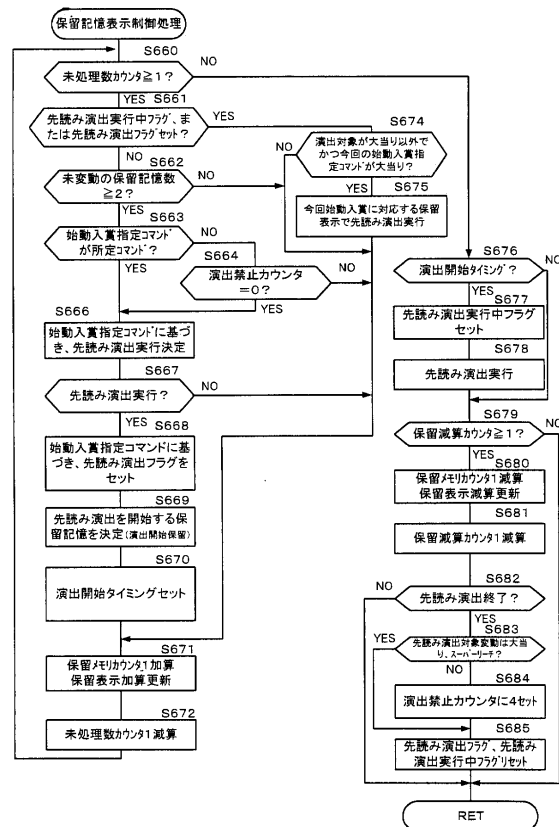 保留記憶表示制御処理
S660
未処理数カウンタ≧1?
NO
YES
S661
先読み演出実行中フラグ、ま
たは先読み演出フラグセット?
YES
NO
S674
演出対象が大当り以外で
かつ今回の始動入賞指
定コマンドが大当り?
NO
YES
S675
今回始動入賞に対応する保留
表示で先読み演出実行
S662
未変動の保留記憶数
≧2?
NO
YES
S663
始動入賞指定コマンド
が所定コマンド?
NO
YES
S664
演出禁止カウンタ
=0?
NO
YES
S666
始動入賞指定コマンドに基づ
き、先読み演出実行決定
S667
先読み演出実行?
NO
YES
S668
始動入賞指定コマンドに基
づき、先読み演出フラグを
セット
S669
先読み演出を開始する保
留記憶を決定(演出開始保留)
S670
演出開始タイミングセット
S671
保留メモリカウンタ1加算
保留表示加算更新
S672
未処理数カウンタ1減算
S676
演出開始タイミング?
NO
YES
S677
先読み演出実行中フラグ
セット
S678
先読み演出実行
S679
保留減算カウンタ≧1?
NO
YES
S680
保留メモリカウンタ1減算
保留表示減算更新
S681
保留減算カウンタ1減算
S682
先読み演出終了?
NO
YES
S683
先読み演出対象変動は大当
り、スーパーリーチ?
YES
NO
S684
演出禁止カウンタに4セット
S685
先読み演出フラグ、先読み
演出実行中フラグリセット
RET